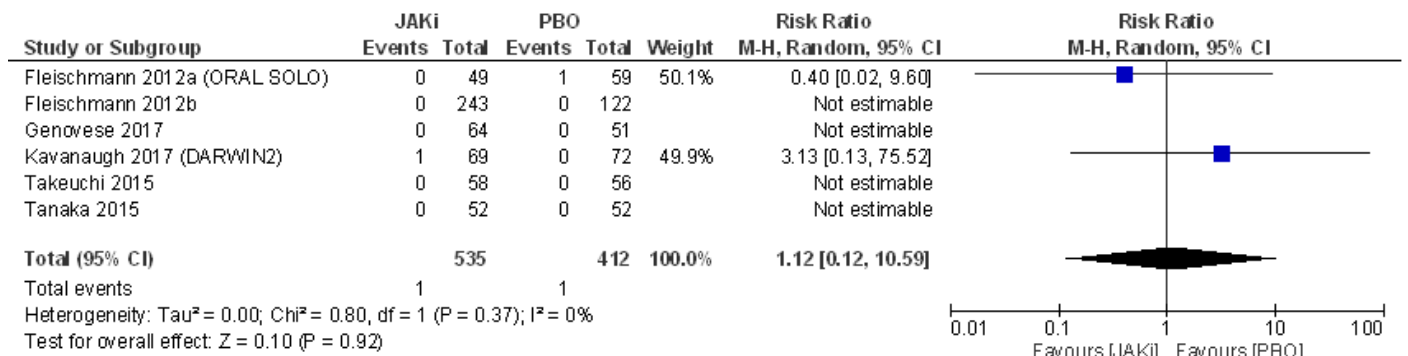 JAKi PBO Risk Ratio Risk Ratio
Study or Subgroup Events Total Events Total Weight M-H, Random, 95% CI M-H, Random, 95% CI
Fleischmann 2012a (ORAL SOLO) 0 49 1 59 50.1% 0.40 [0.02, 9.60]
Fleischmann 2012b 0 243 0 122 Not estimable
Genovese 2017 0 64 0 51 Not estimable
Kavanaugh 2017 (DARWIN2) 1 69 0 72 49.9% 3.13 [0.13, 75.52]
Takeuchi 2015 0 58 0 56 Not estimable
Tanaka 2015 0 52 0 52 Not estimable
Total (95% CI) 535 412 100.0% 1.12 [0.12, 10.59]
Total events 1 1
Heterogeneity: Tau² = 0.00; Chi² = 0.80, df = 1 (P = 0.37); I² = 0%
Test for overall effect: Z = 0.10 (P = 0.92)
0.01 0.1 1 10 100
Favours [JAKi] Favours [PBO]